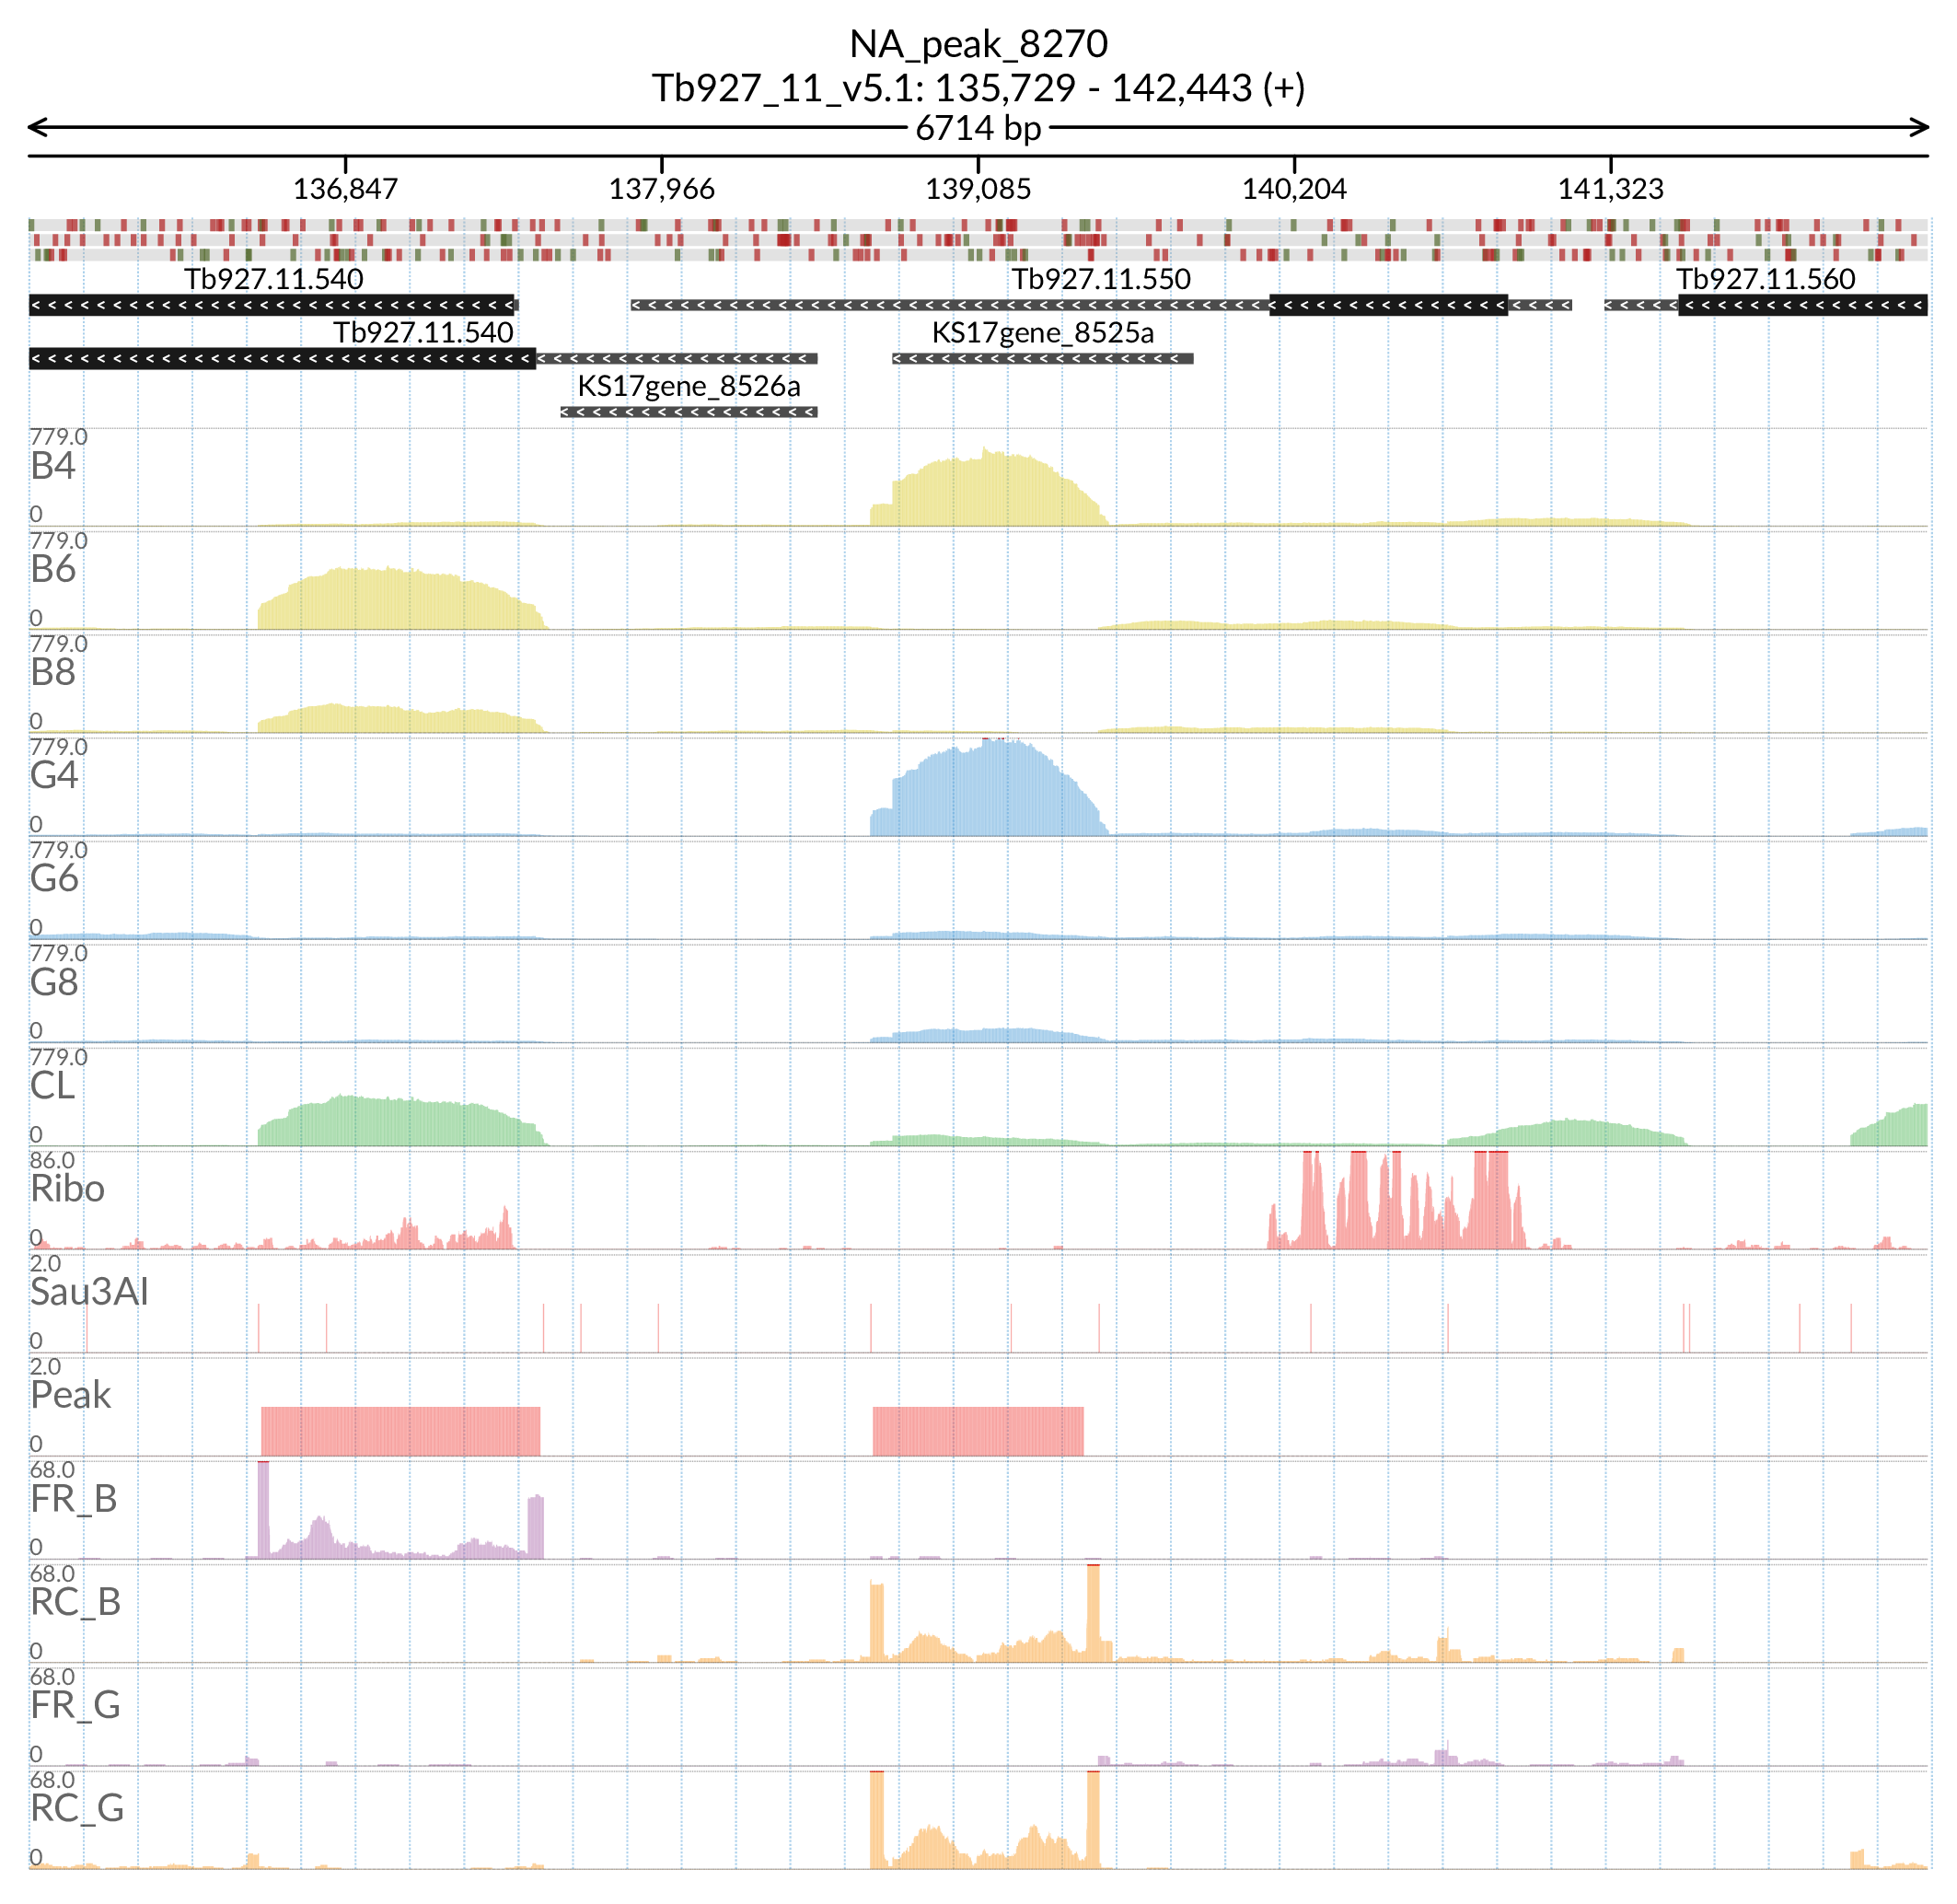 NA_peak_8270
Tb927_11_v5.1: 135,729 - 142,443 (+)
6714 bp
136,847 137,966 139,085 140,204 141,323
Tb927.11.540 Tb927.11.550 Tb927.11.560
Tb927.11.540 KS17gene_8525a
KS17gene_8526a
779.0
B4
0
779.0
B6
0
779.0
B8
0
779.0
G4
0
779.0
G6
0
779.0
G8
0
779.0
CL
0
86.0
Ribo
0
2.0
Sau3AI
0
2.0
Peak
0
68.0
FR_B
0
68.0
RC_B
0
68.0
FR_G
0
68.0
RC_G
0